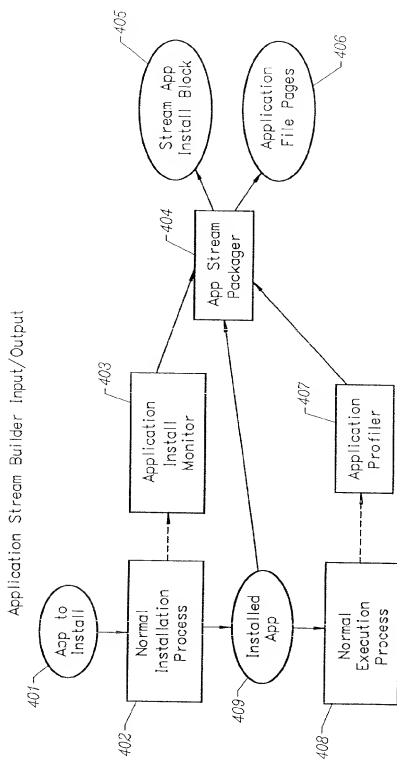 Application Stream Builder Input/Output
401
App to
Install
402
Normal
Installation
Process
403
Application
Install
Monitor
404
App Stream
Packager
405
Stream App
Install Block
406
Application
File Pages
409
Installed
App
407
Application
Profiler
408
Normal
Execution
Process